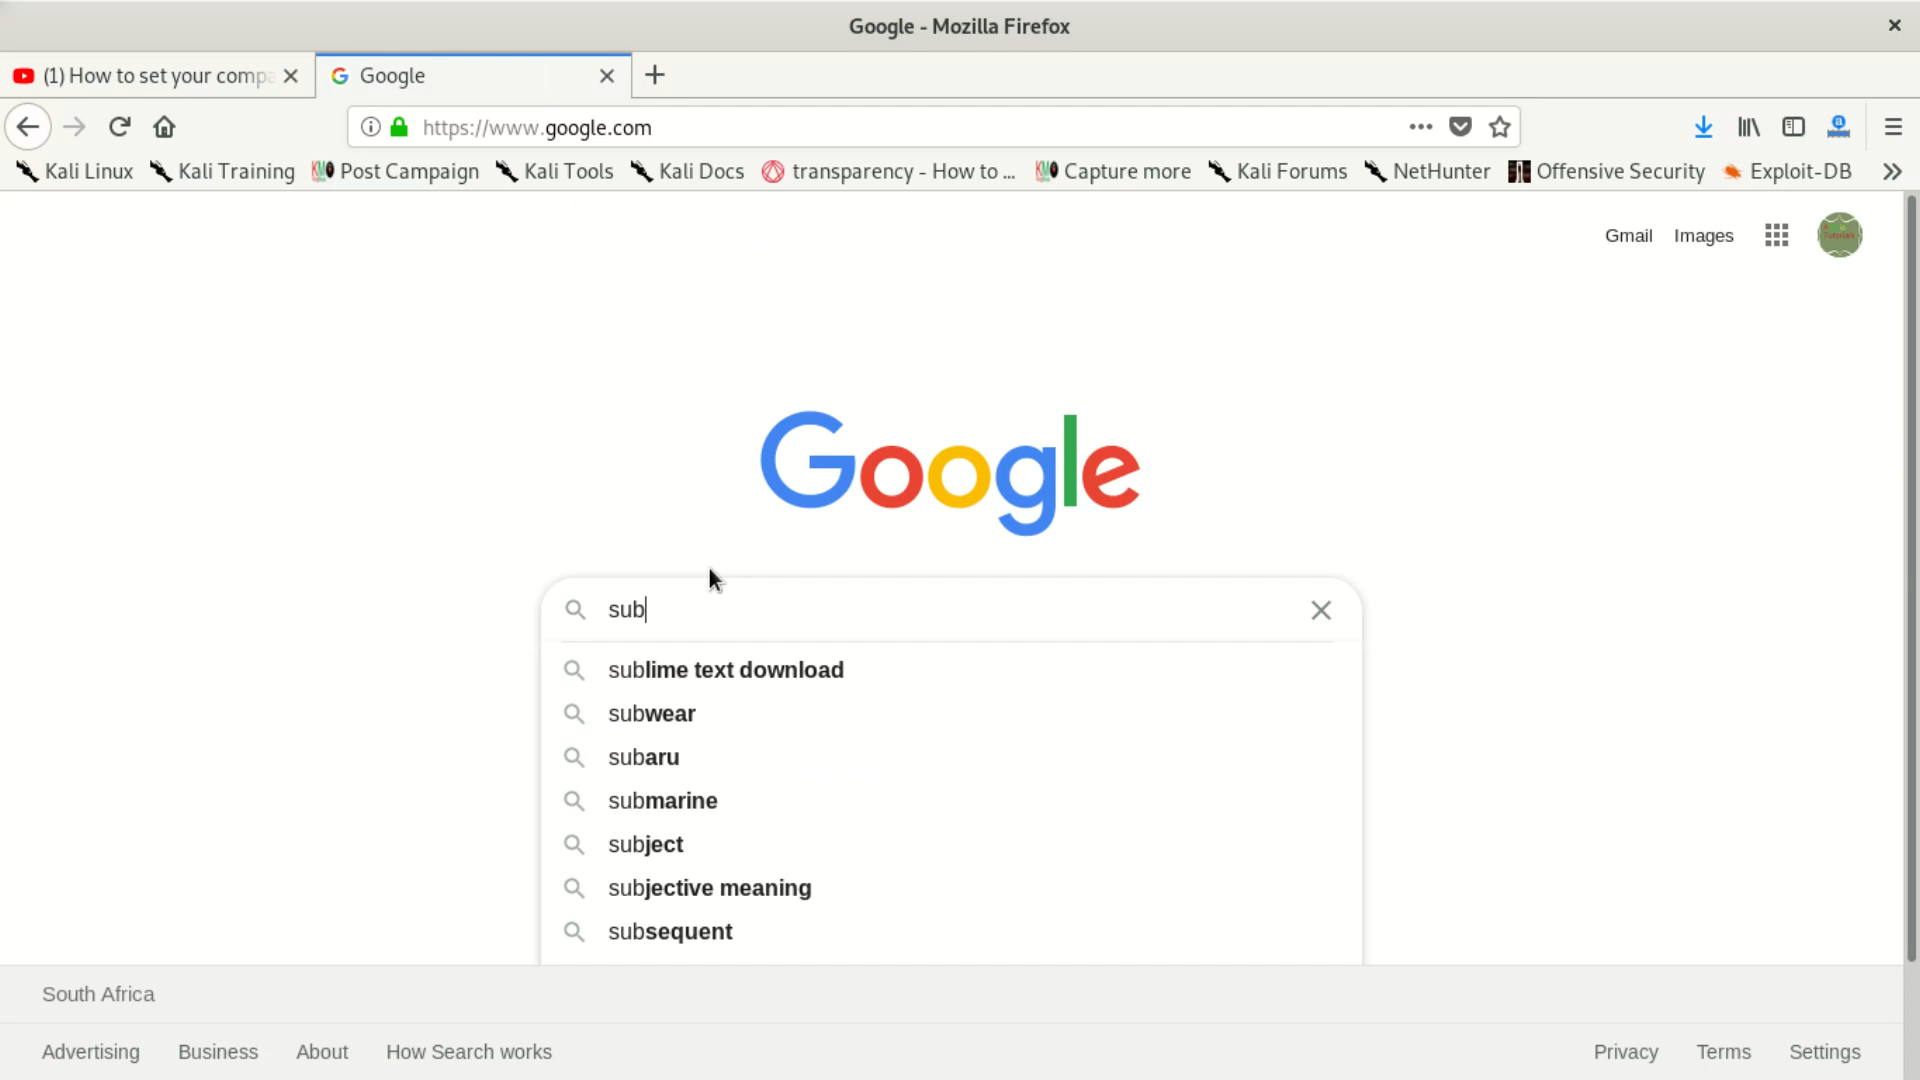 Google - Mozilla Firefox
(1) How to set your compa
Google
https://www.google.com
Kali Linux
Kali Training
Post Campaign
Kali Tools
Kali Docs
transparency - How to ...
Capture more
Kali Forums
NetHunter
Offensive Security
Exploit-DB
Gmail
Images
Google
sub
sublime text download
subwear
subaru
submarine
subject
subjective meaning
subsequent
South Africa
Advertising
Business
About
How Search works
Privacy
Terms
Settings